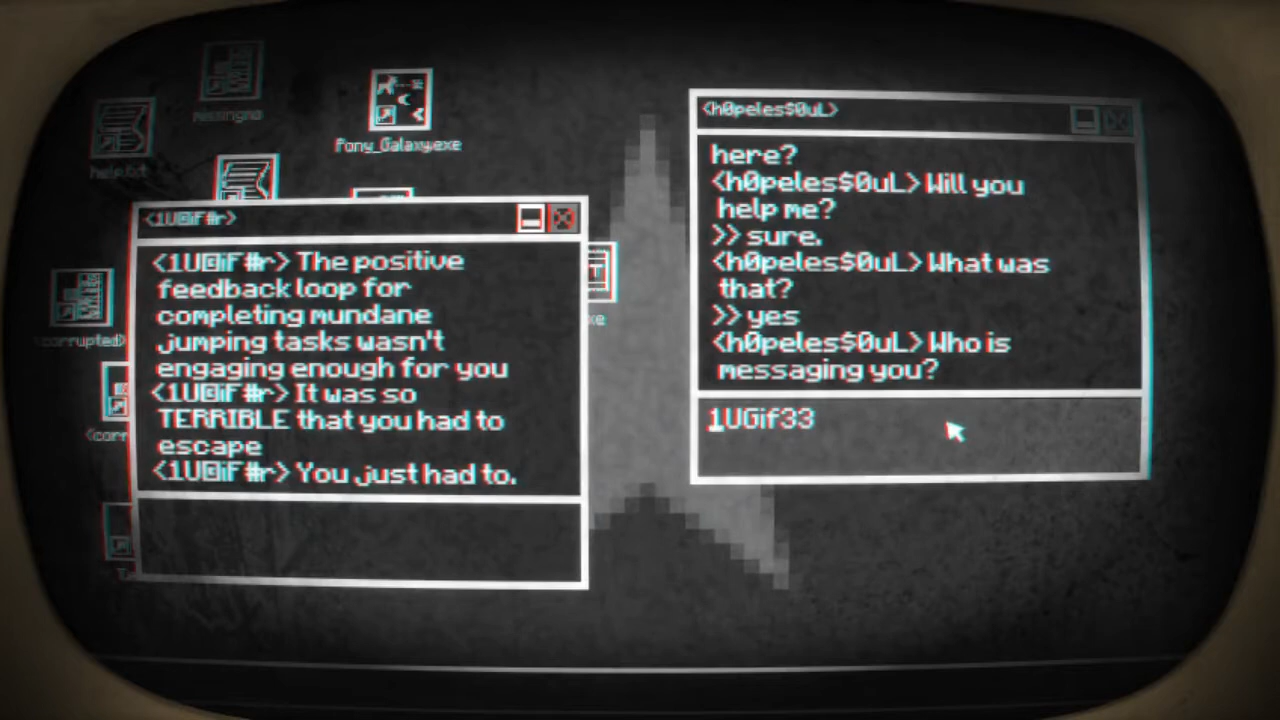 missingno
help.txt
Pony_Galaxy.exe
<1U@iF#r>
<1U@iF#r> The positive
feedback loop for
completing mundane
jumping tasks wasn't
engaging enough for you
<1U@iF#r> It was so
TERRIBLE that you had to
escape
<1U@iF#r> You just had to.
<corrupted>
<corr
xe
T
<h0peles$0uL>
here?
<h0peles$0uL> Will you
help me?
>> sure.
<h0peles$0uL> What was
that?
>> yes
<h0peles$0uL> Who is
messaging you?
1UGif33